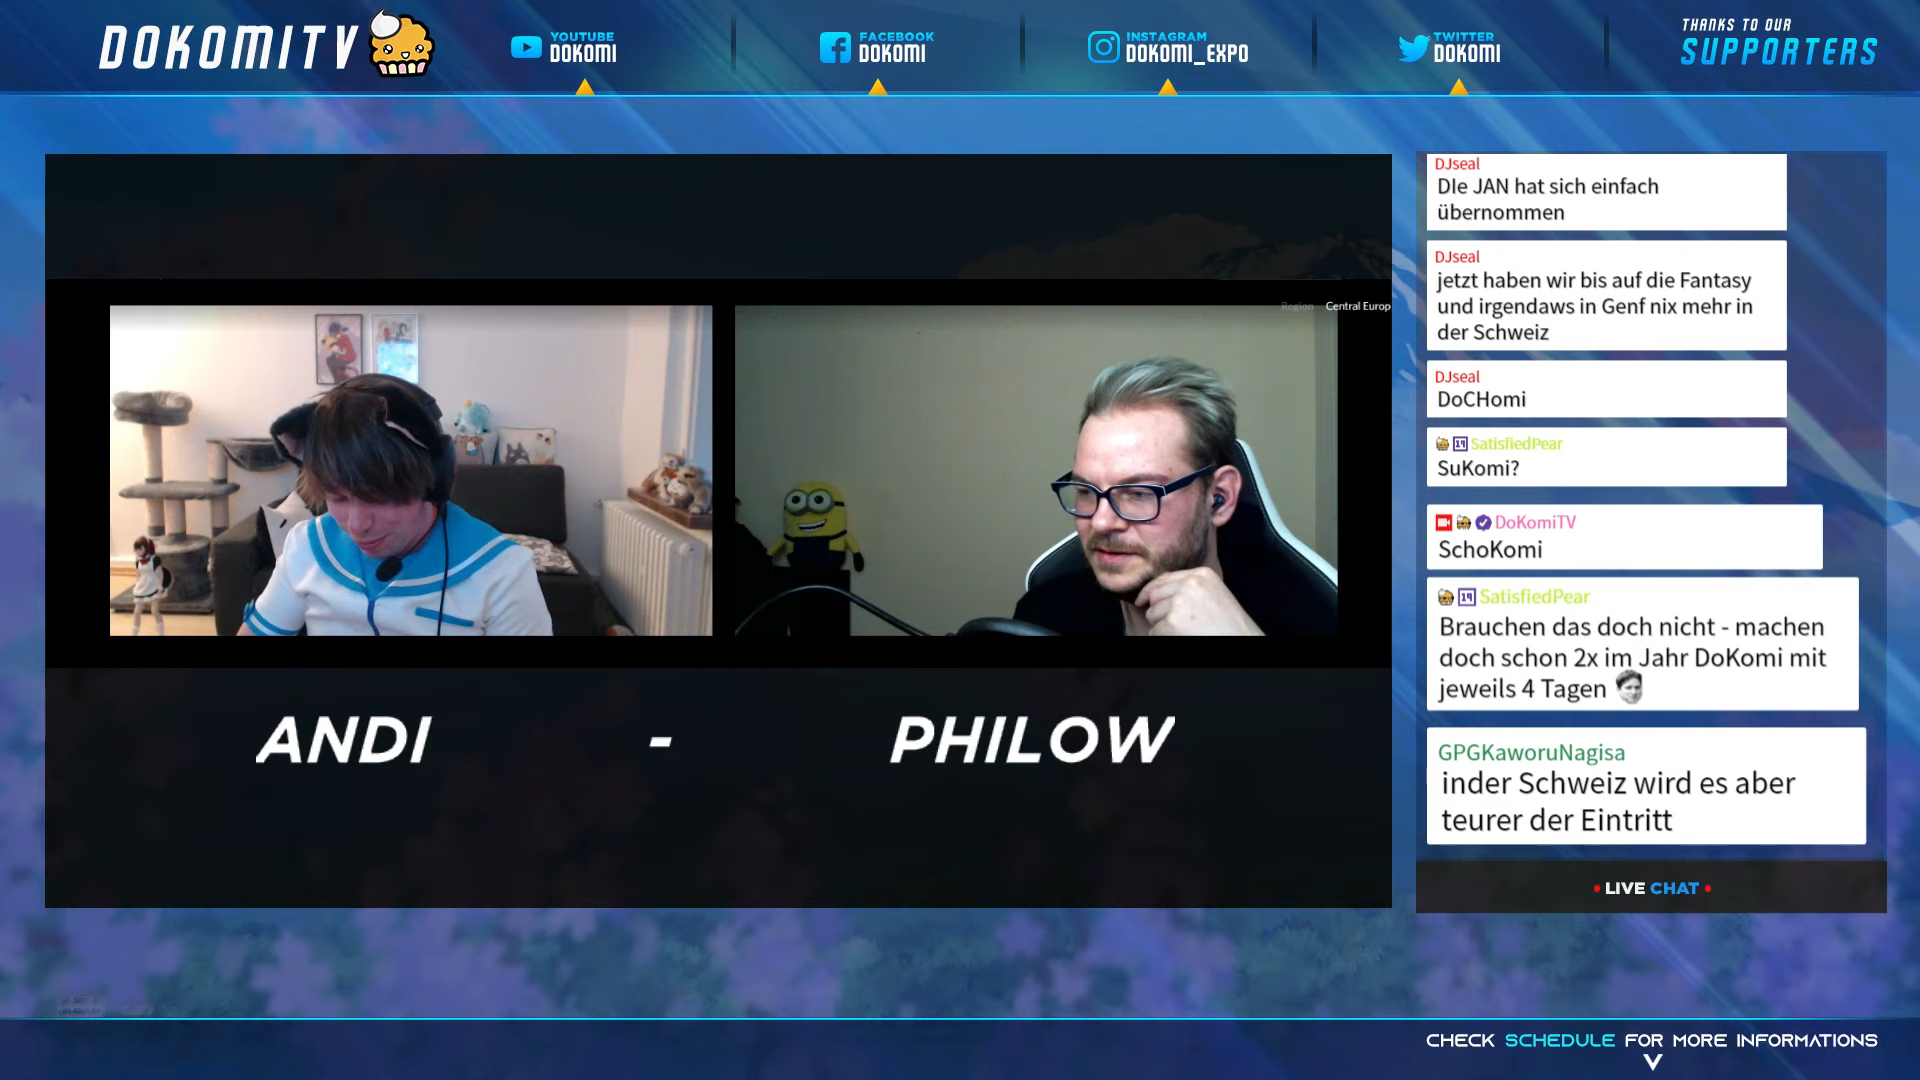 DOKOMITV
YOUTUBE
DOKOMI
FACEBOOK
DOKOMI
INSTAGRAM
DOKOMI_EXPO
TWITTER
DOKOMI
THANKS TO OUR
SUPPORTERS
Region Central Europ
ANDI - PHILOW
DJseal
DIe JAN hat sich einfach
übernommen
DJseal
jetzt haben wir bis auf die Fantasy
und irgendaws in Genf nix mehr in
der Schweiz
DJseal
DoCHomi
19 SatisfiedPear
SuKomi?
DoKomiTV
SchoKomi
19 SatisfiedPear
Brauchen das doch nicht - machen
doch schon 2x im Jahr DoKomi mit
jeweils 4 Tagen
GPGKaworuNagisa
inder Schweiz wird es aber
teurer der Eintritt
• LIVE CHAT •
CHECK SCHEDULE FOR MORE INFORMATIONS